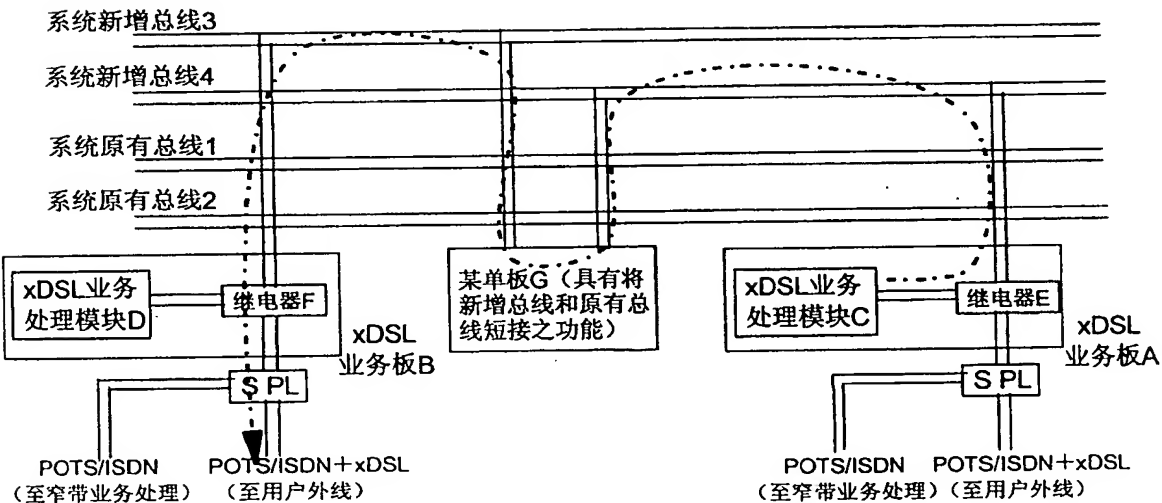 系统新增总线3
系统新增总线4
系统原有总线1
系统原有总线2
xDSL业务
处理模块D
继电器F
xDSL
业务板B
某单板G（具有将
新增总线和原有总
线短接之功能）
xDSL业务
处理模块C
继电器E
xDSL
业务板A
S PL
S PL
POTS/ISDN
（至窄带业务处理）
POTS/ISDN＋xDSL
（至用户外线）
POTS/ISDN
（至窄带业务处理）
POTS/ISDN＋xDSL
（至用户外线）